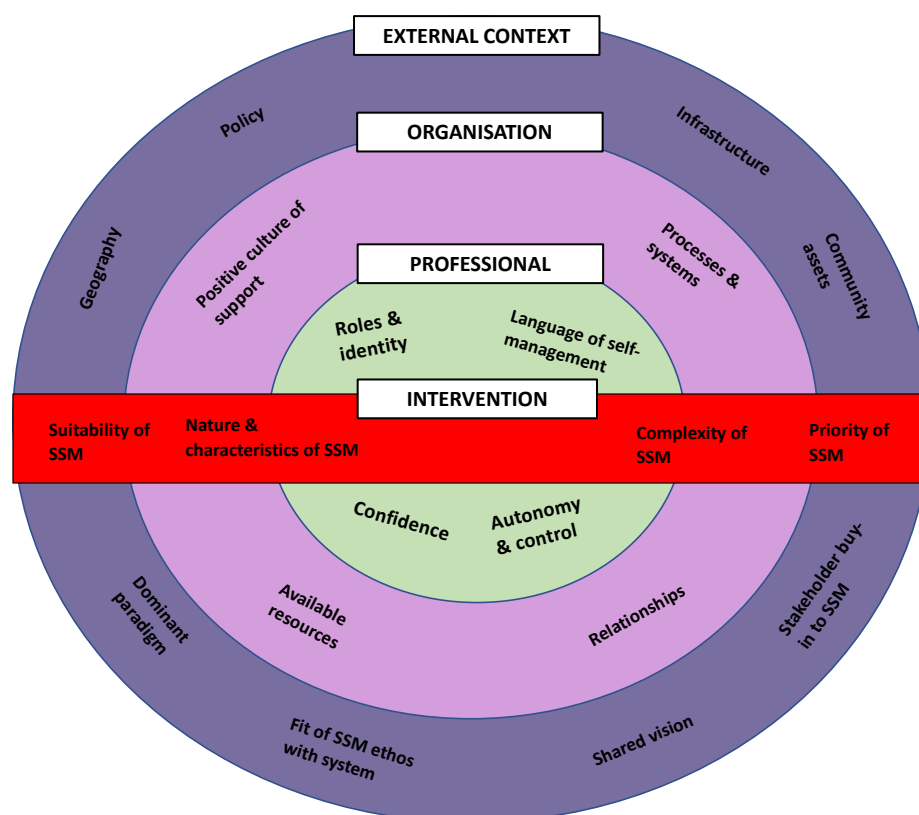 EXTERNAL CONTEXT
Policy
Infrastructure
ORGANISATION
Geography
Positive culture of
support
Processes &
systems
Community
assets
PROFESSIONAL
Roles &
identity
Language of self-
management
INTERVENTION
Suitability of
SSM
Nature &
characteristics of SSM
Complexity of
SSM
Priority of
SSM
Confidence
Autonomy
& control
Dominant
paradigm
Available
resources
Relationships
Stakeholder buy-
in to SSM
Fit of SSM ethos
with system
Shared vision